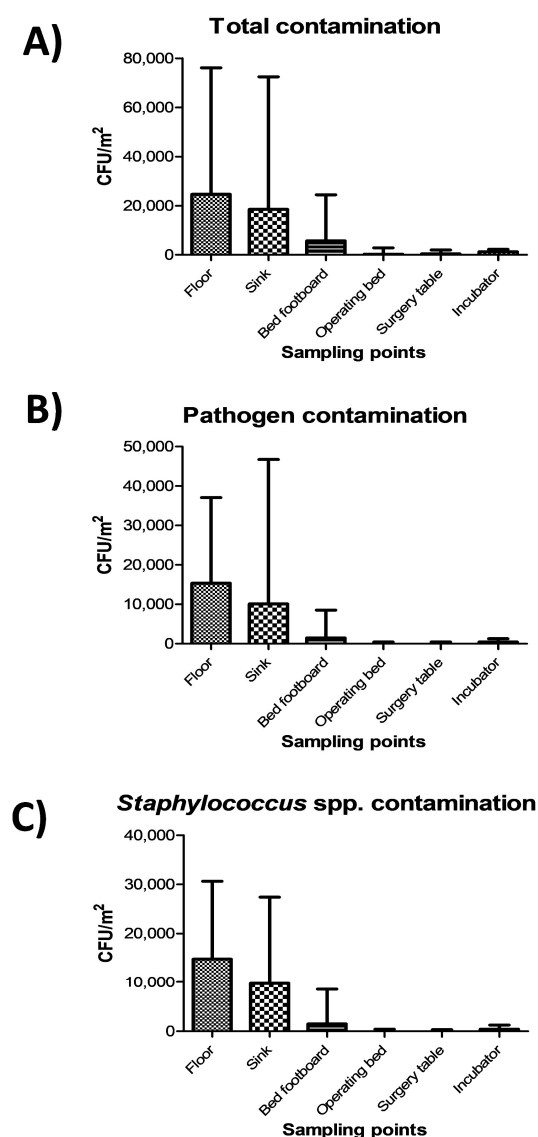 A)
Total contamination
80,000
60,000
40,000
20,000
0
CFU/m²
Floor
Sink
Bed footboard
Operating bed
Surgery table
Incubator
Sampling points
B)
Pathogen contamination
50,000
40,000
30,000
20,000
10,000
0
CFU/m²
Floor
Sink
Bed footboard
Operating bed
Surgery table
Incubator
Sampling points
C)
Staphylococcus spp. contamination
40,000
30,000
20,000
10,000
0
CFU/m²
Floor
Sink
Bed footboard
Operating bed
Surgery table
Incubator
Sampling points